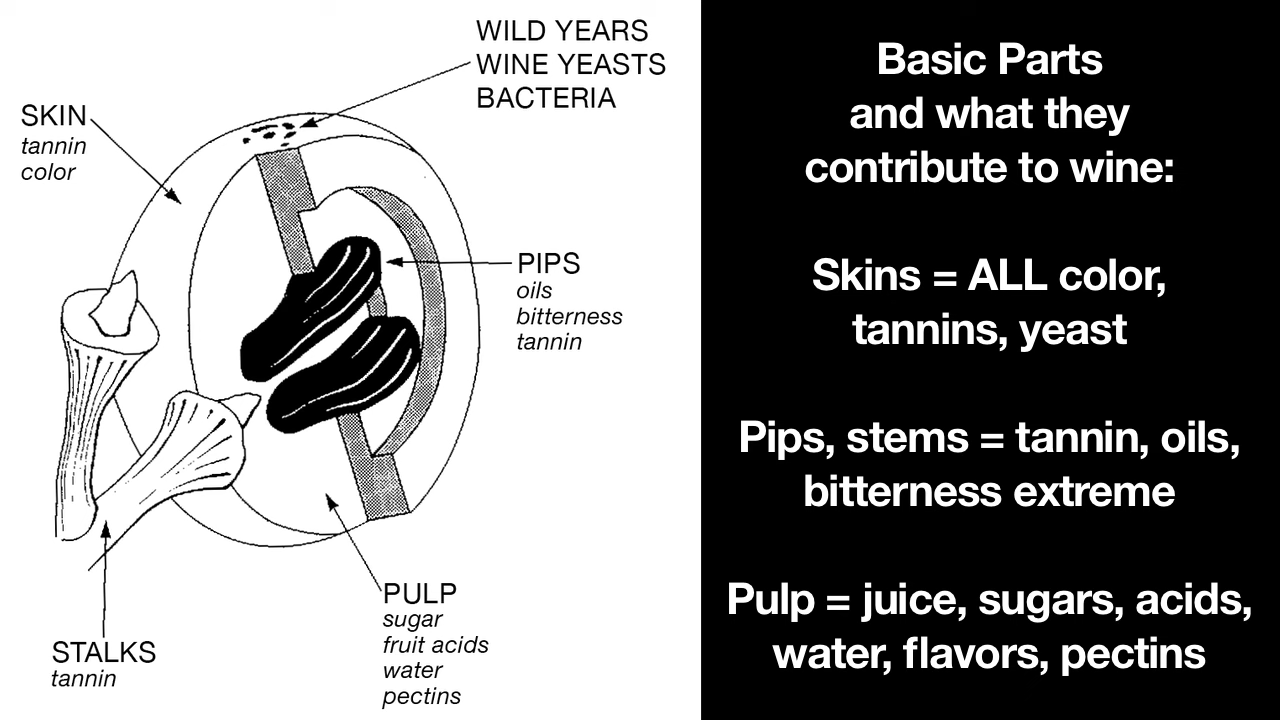 WILD YEARS
WINE YEASTS
BACTERIA
SKIN
tannin
color
PIPS
oils
bitterness
tannin
PULP
sugar
fruit acids
water
pectins
STALKS
tannin
Basic Parts
and what they
contribute to wine:
Skins = ALL color,
tannins, yeast
Pips, stems = tannin, oils,
bitterness extreme
Pulp = juice, sugars, acids,
water, flavors, pectins